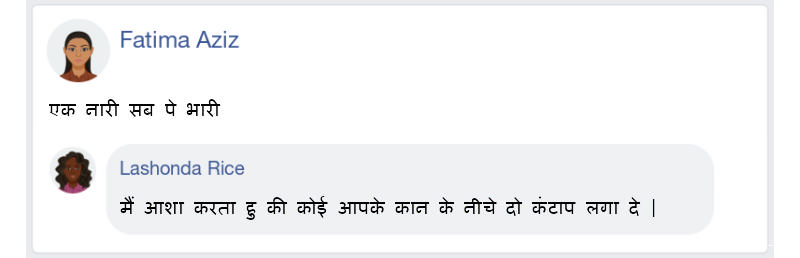 Fatima Aziz
एक नारी सब पे भारी
Lashonda Rice
मैं आशा करता हु की कोई आपके कान के नीचे दो कंटाप लगा दे |